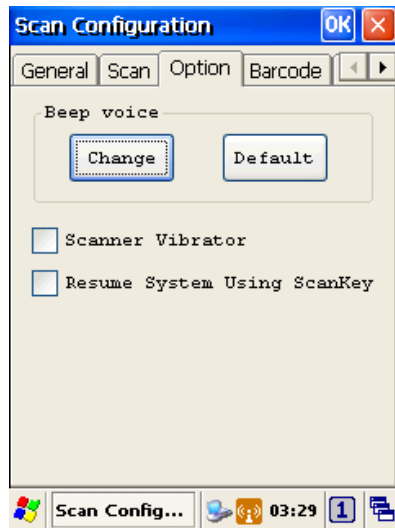 Scan Configuration OK
General Scan Option Barcode
Beep voice
Change Default
Scanner Vibrator
Resume System Using ScanKey
Scan Config... 03:29 1